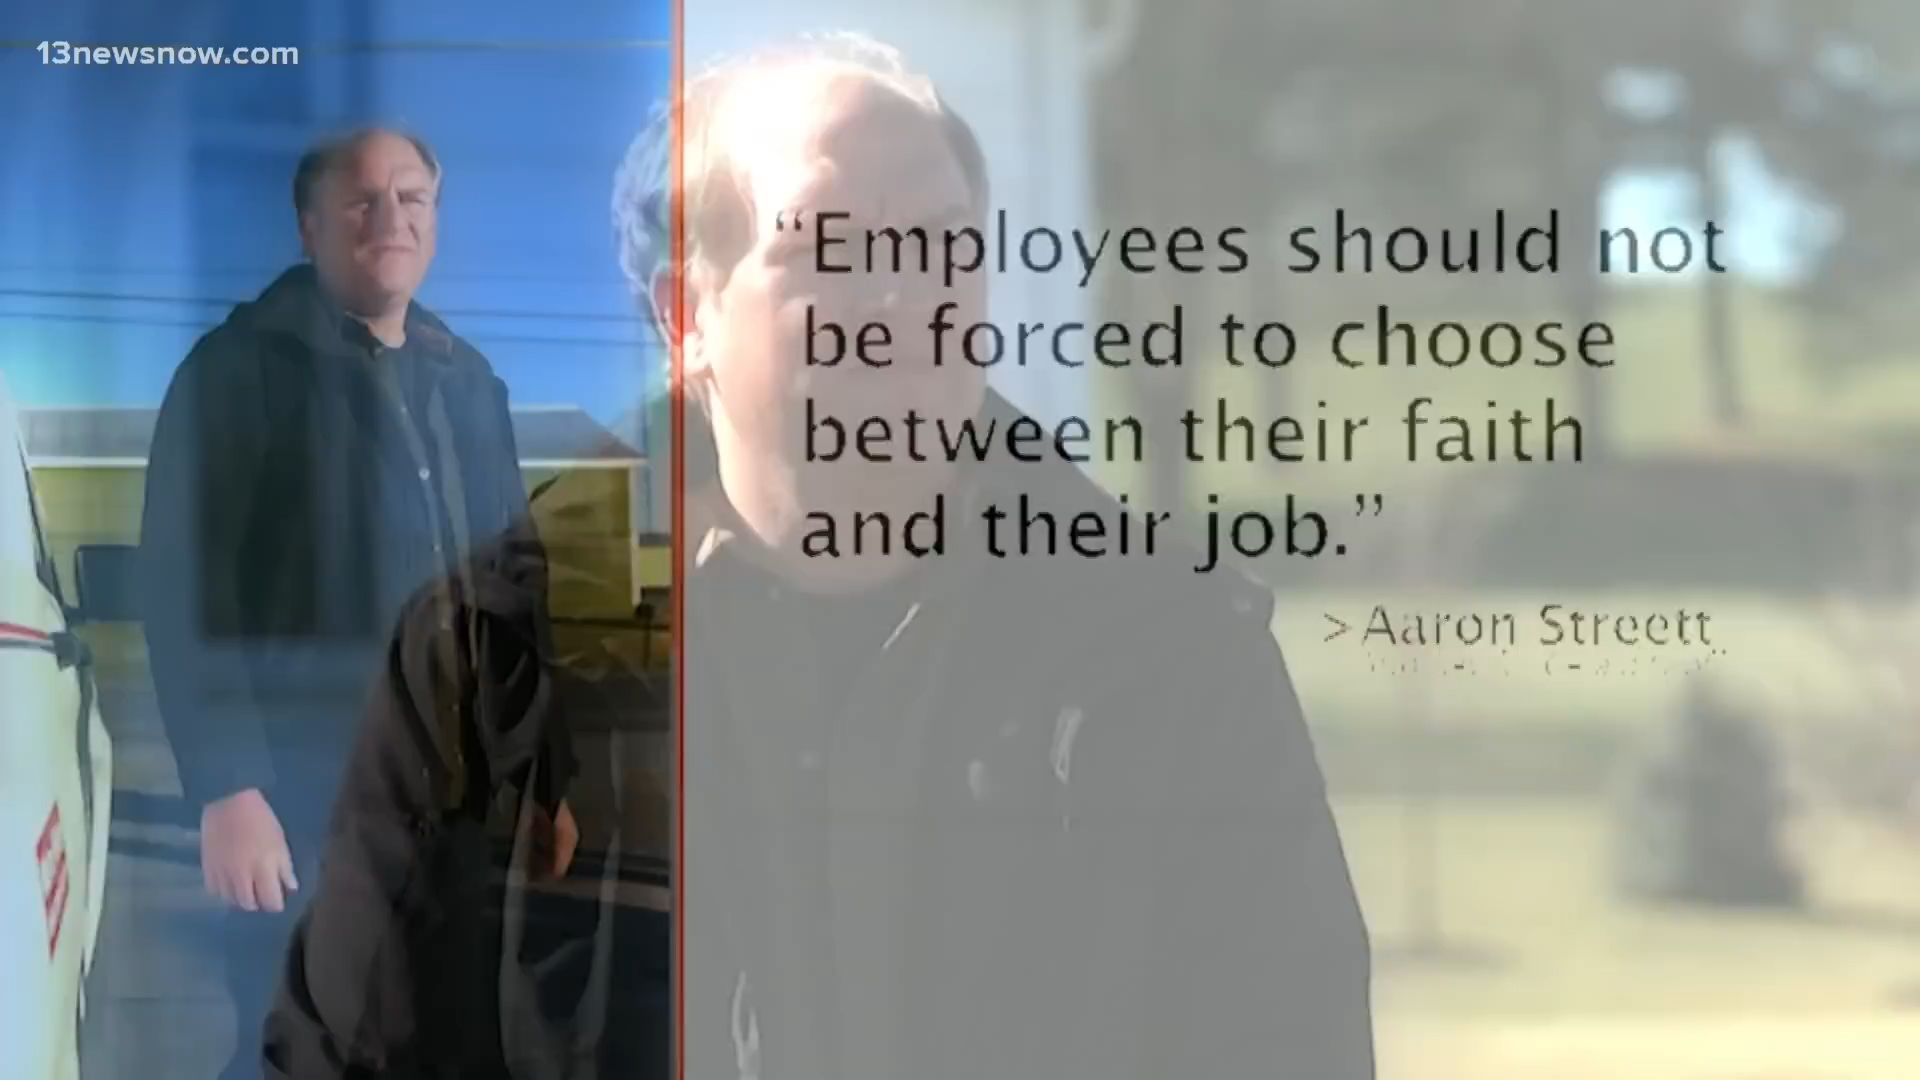 13newsnow.com
“Employees should not
be forced to choose
between their faith
and their job.”
>Aaron Streett